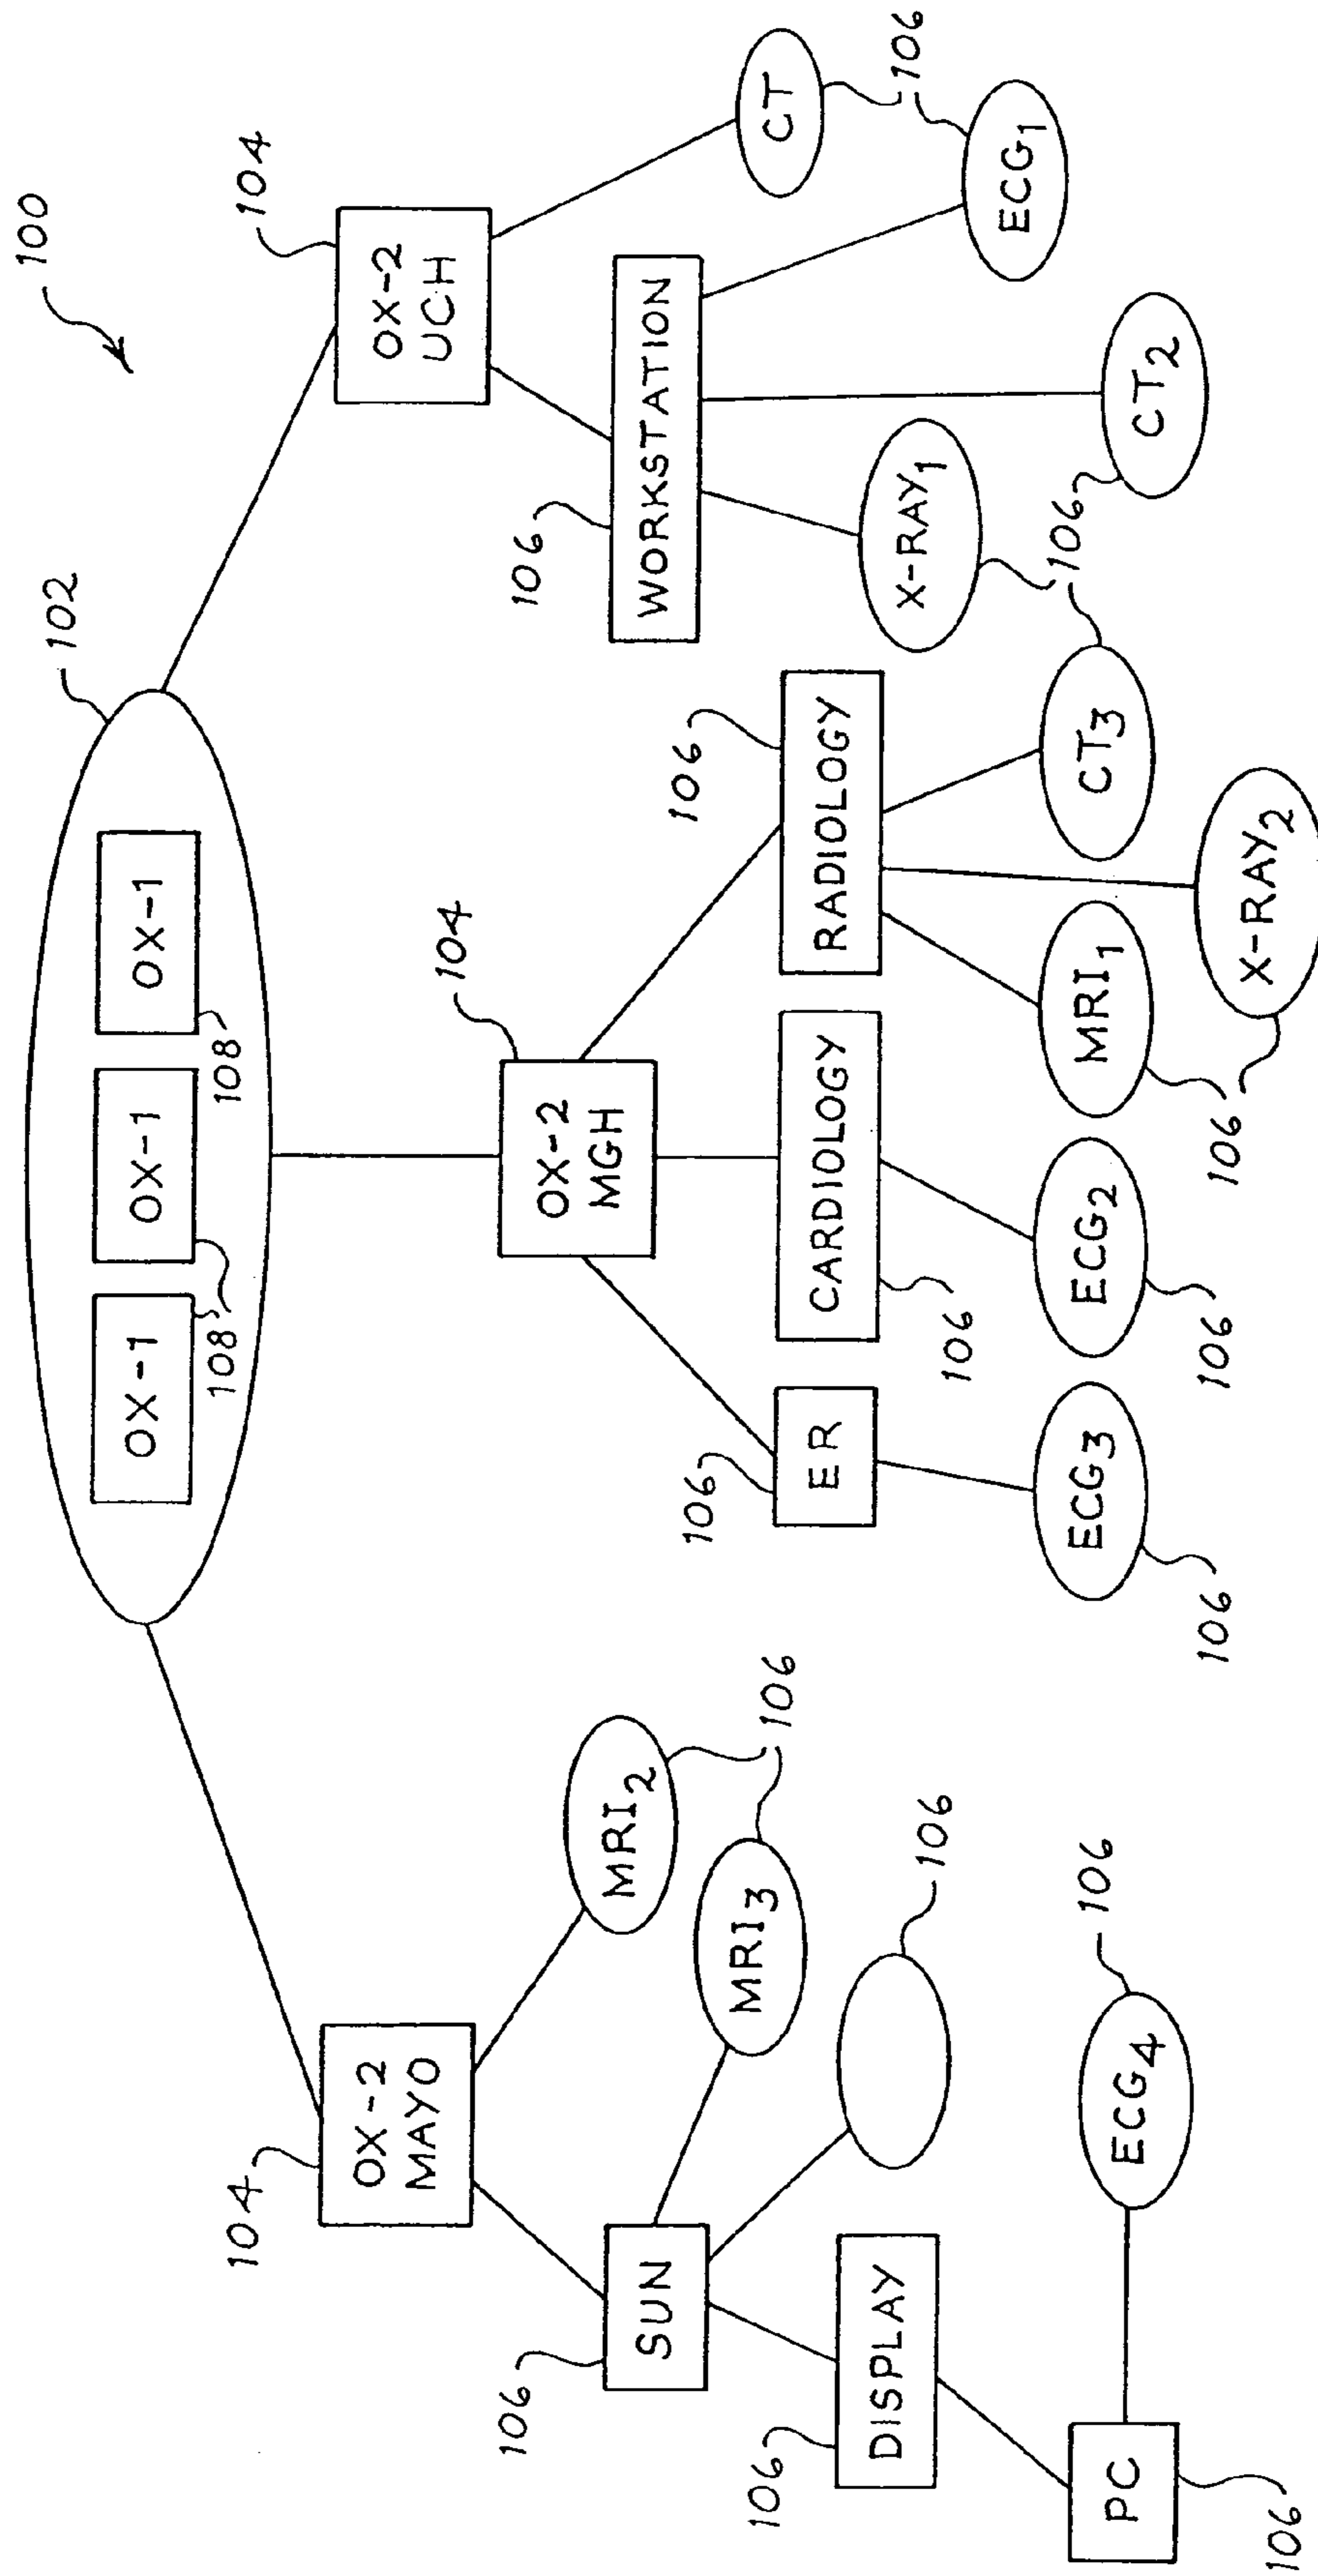 100
102
OX-1
OX-1
OX-1
108
108
104
OX-2
MAYO
104
OX-2
MGH
104
OX-2
UCH
106
SUN
MRI2
MRI3
106
106
106
DISPLAY
PC
106
ECG4
106
106
ER
ECG3
106
CARDIOLOGY
106
ECG2
106
106
RADIOLOGY
MRI1
X-RAY2
106
CT3
106
WORKSTATION
X-RAY1
106
CT2
106
ECG1
CT
106